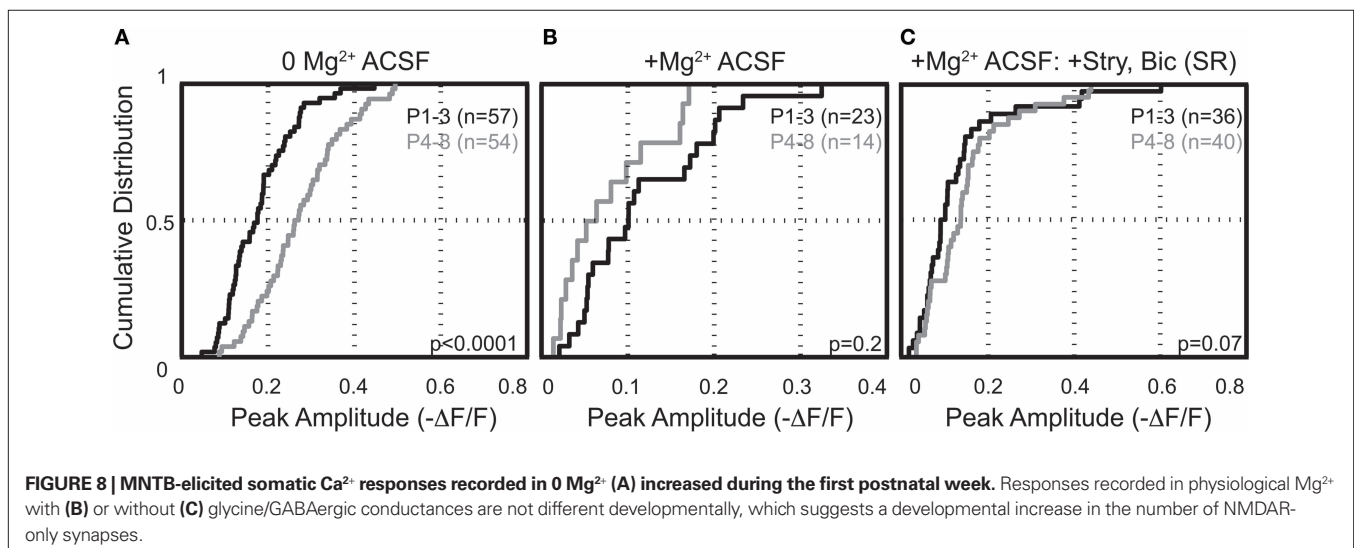 A
0 Mg²⁺ ACSF
1
0.5
0
Cumulative Distribution
P1-3 (n=57)
P4-8 (n=54)
p<0.0001
0 0.2 0.4 0.6 0.8
Peak Amplitude (-ΔF/F)
B
+Mg²⁺ ACSF
P1-3 (n=23)
P4-8 (n=14)
p=0.2
0 0.1 0.2 0.3 0.4
Peak Amplitude (-ΔF/F)
C
+Mg²⁺ ACSF: +Stry, Bic (SR)
P1-3 (n=36)
P4-8 (n=40)
p=0.07
0 0.2 0.4 0.6 0.8
Peak Amplitude (-ΔF/F)
FIGURE 8 | MNTB-elicited somatic Ca²⁺ responses recorded in 0 Mg²⁺ (A) increased during the first postnatal week. Responses recorded in physiological Mg²⁺
with (B) or without (C) glycine/GABAergic conductances are not different developmentally, which suggests a developmental increase in the number of NMDAR-
only synapses.